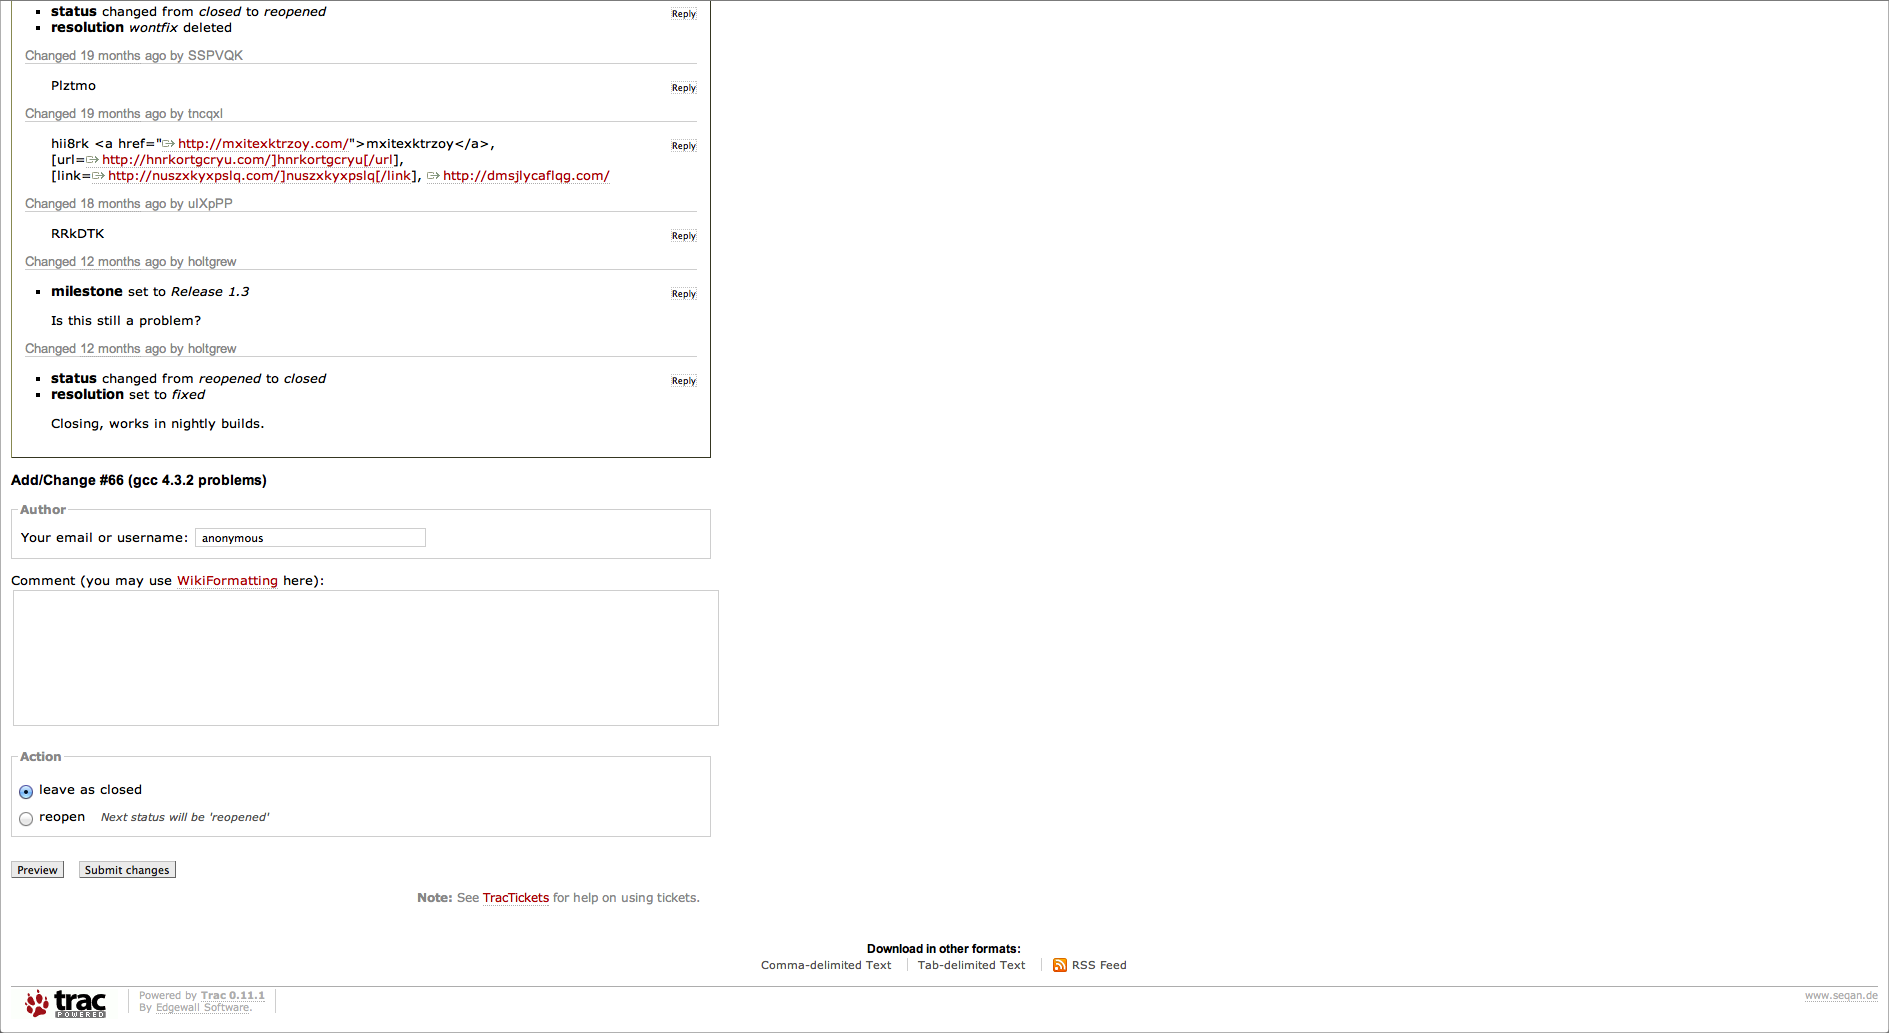 status changed from closed to reopened
Reply
resolution wontfix deleted
Changed 19 months ago by SSPVQK
Plztmo
Reply
Changed 19 months ago by tncqxl
hii8rk <a href="http://mxitexktrzoy.com/">mxitexktrzoy</a>,
Reply
[url=http://hnrkortgcryu.com/]hnrkortgcryu[/url],
[link=http://nuszxkyxpslq.com/]nuszxkyxpslq[/link], http://dmsjlycaflqg.com/
Changed 18 months ago by uIXpPP
RRkDTK
Reply
Changed 12 months ago by holtgrew
milestone set to Release 1.3
Reply
Is this still a problem?
Changed 12 months ago by holtgrew
status changed from reopened to closed
Reply
resolution set to fixed
Closing, works in nightly builds.
Add/Change #66 (gcc 4.3.2 problems)
Author
Your email or username: anonymous
Comment (you may use WikiFormatting here):
Action
leave as closed
reopen Next status will be 'reopened'
Preview Submit changes
Note: See TracTickets for help on using tickets.
Download in other formats:
Comma-delimited Text Tab-delimited Text RSS Feed
trac POWERED
Powered by Trac 0.11.1
By Edgewall Software.
www.seqan.de